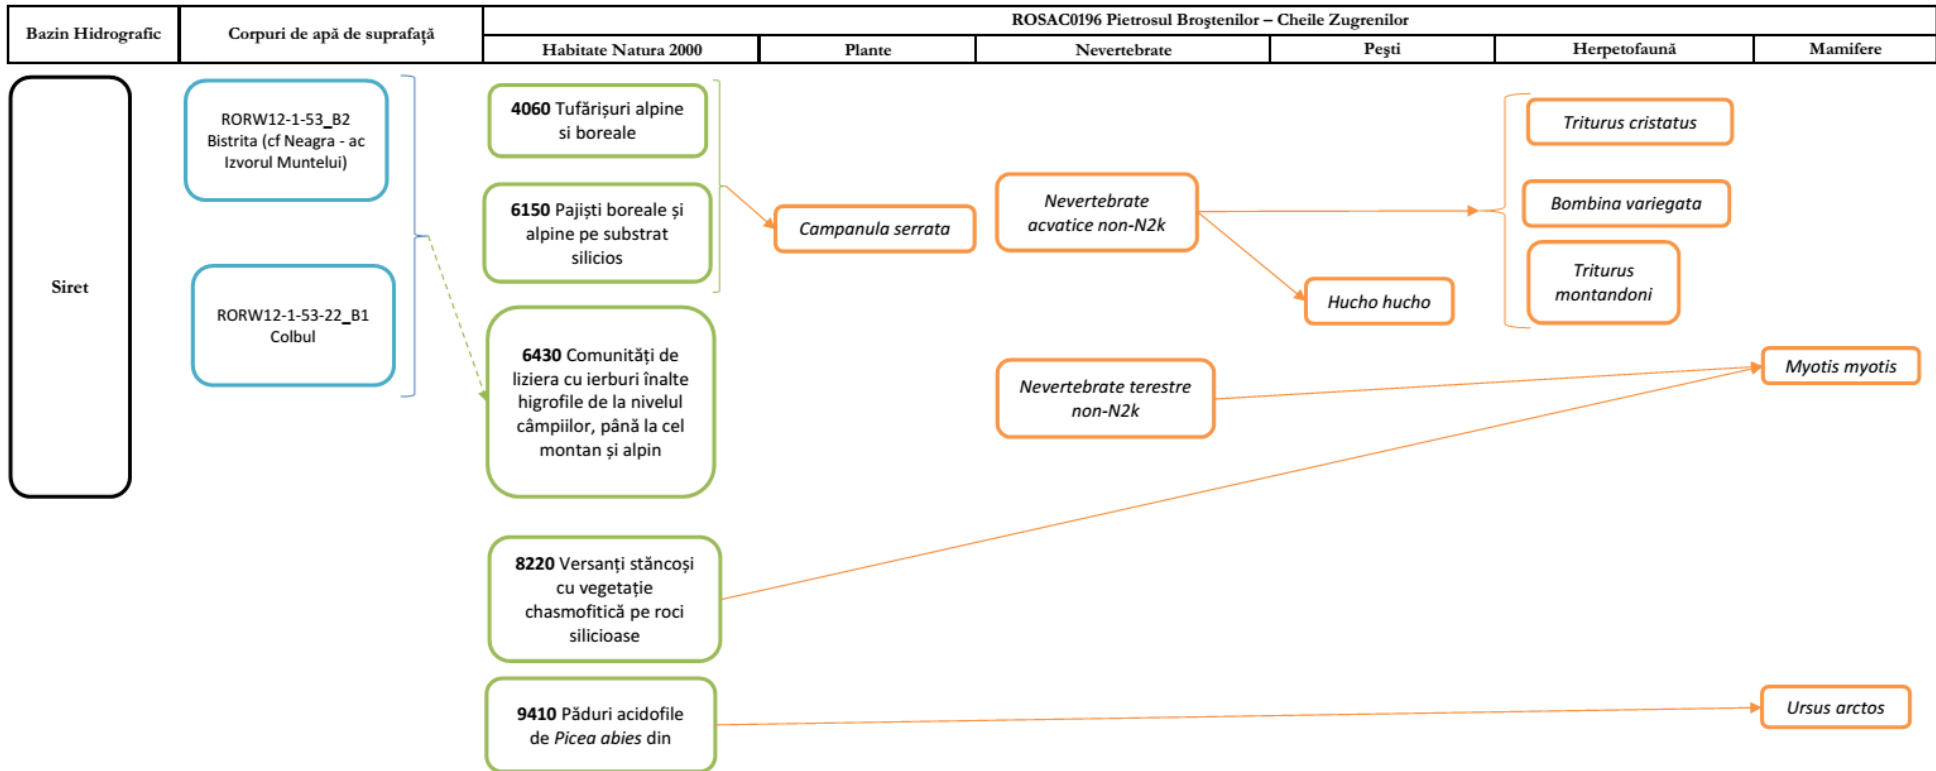 Bazin Hidrografic
Corpuri de apă de suprafață
ROSAC0196 Pietrosul Broştenilor – Cheile Zugrenilor
Habitate Natura 2000
Plante
Nevertebrate
Peşti
Herpetofaună
Mamifere
Siret
RORW12-1-53_B2
Bistrita (cf Neagra - ac
Izvorul Muntelui)
RORW12-1-53-22_B1
Colbul
4060 Tufărișuri alpine
si boreale
6150 Pajiști boreale și
alpine pe substrat
silicios
6430 Comunități de
liziera cu ierburi înalte
higrofile de la nivelul
câmpiilor, până la cel
montan și alpin
8220 Versanți stâncoși
cu vegetație
chasmofitică pe roci
silicioase
9410 Păduri acidofile
de Picea abies din
Campanula serrata
Nevertebrate
acvatice non-N2k
Nevertebrate terestre
non-N2k
Hucho hucho
Triturus cristatus
Bombina variegata
Triturus
montandoni
Myotis myotis
Ursus arctos